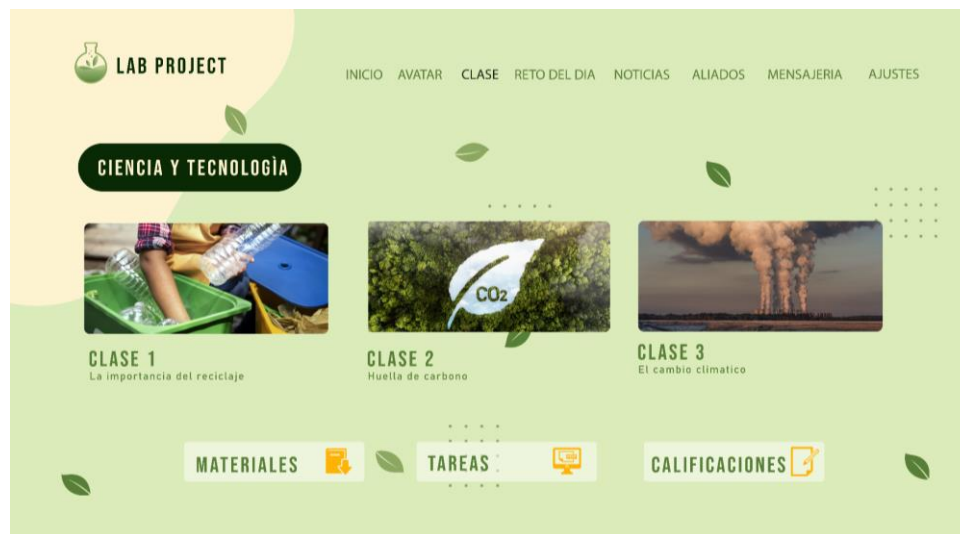 LAB PROJECT
INICIO AVATAR CLASE RETO DEL DIA NOTICIAS ALIADOS MENSAJERIA AJUSTES
CIENCIA Y TECNOLOGÌA
CO2
CLASE 1
La importancia del reciclaje
CLASE 2
Huella de carbono
CLASE 3
El cambio climatico
MATERIALES
TAREAS
CALIFICACIONES